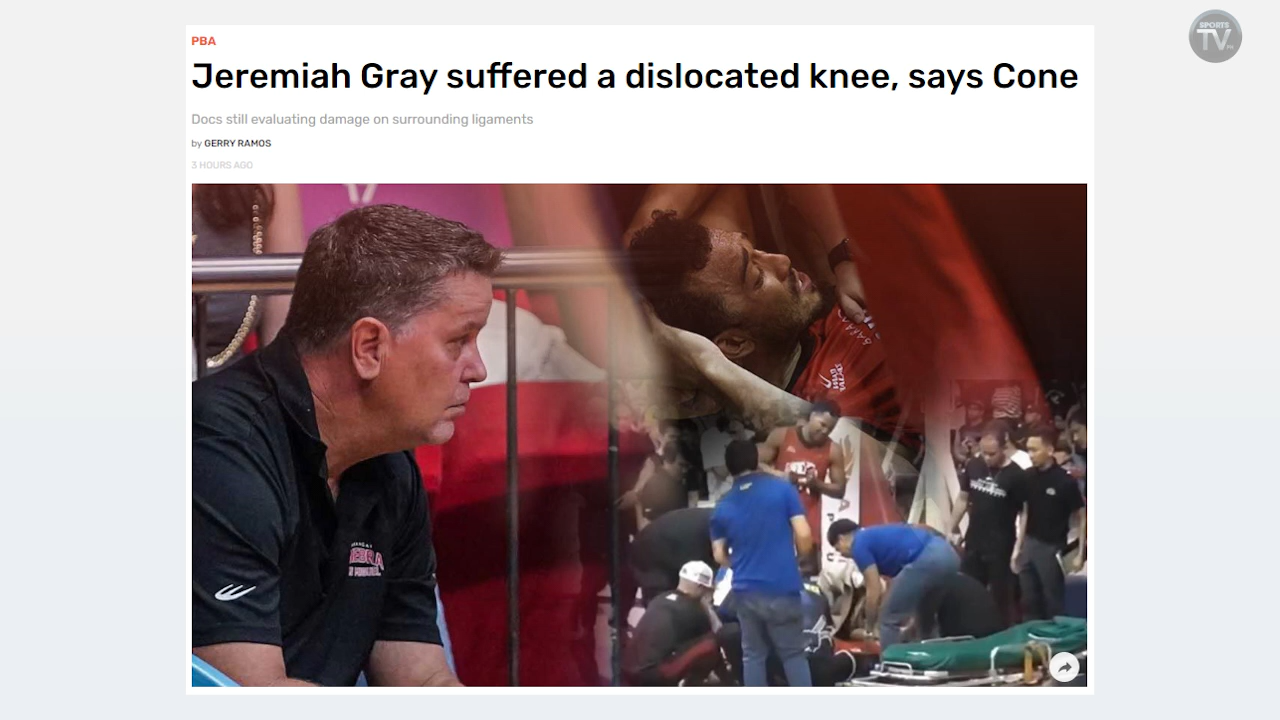 SPORTS
TV
PBA
Jeremiah Gray suffered a dislocated knee, says Cone
Docs still evaluating damage on surrounding ligaments
by GERRY RAMOS
3 HOURS AGO